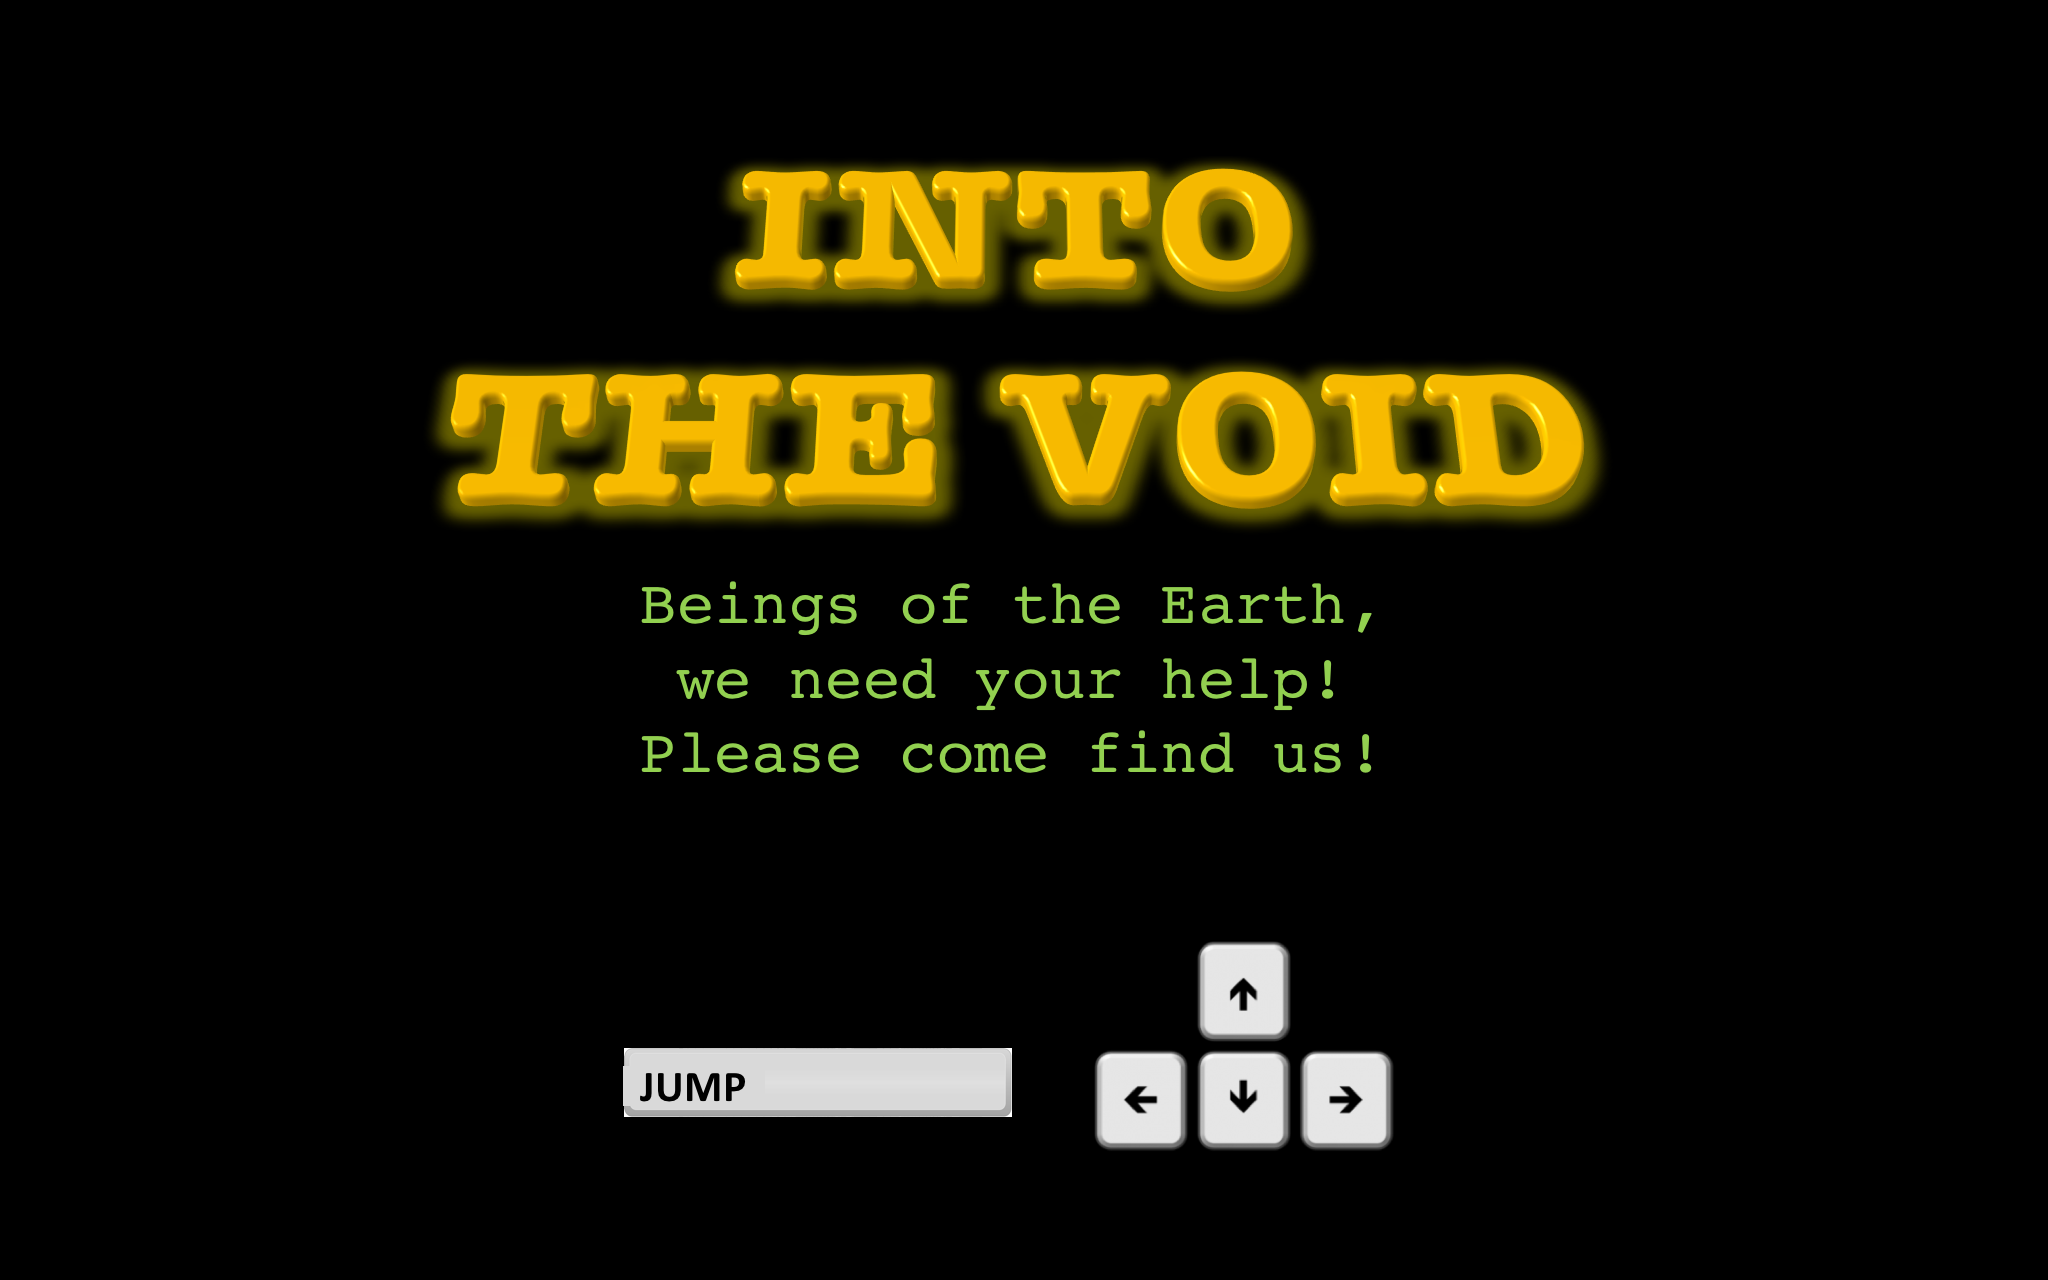 INTO
THE VOID
Beings of the Earth,
we need your help!
Please come find us!
↑
JUMP
← ↓ →